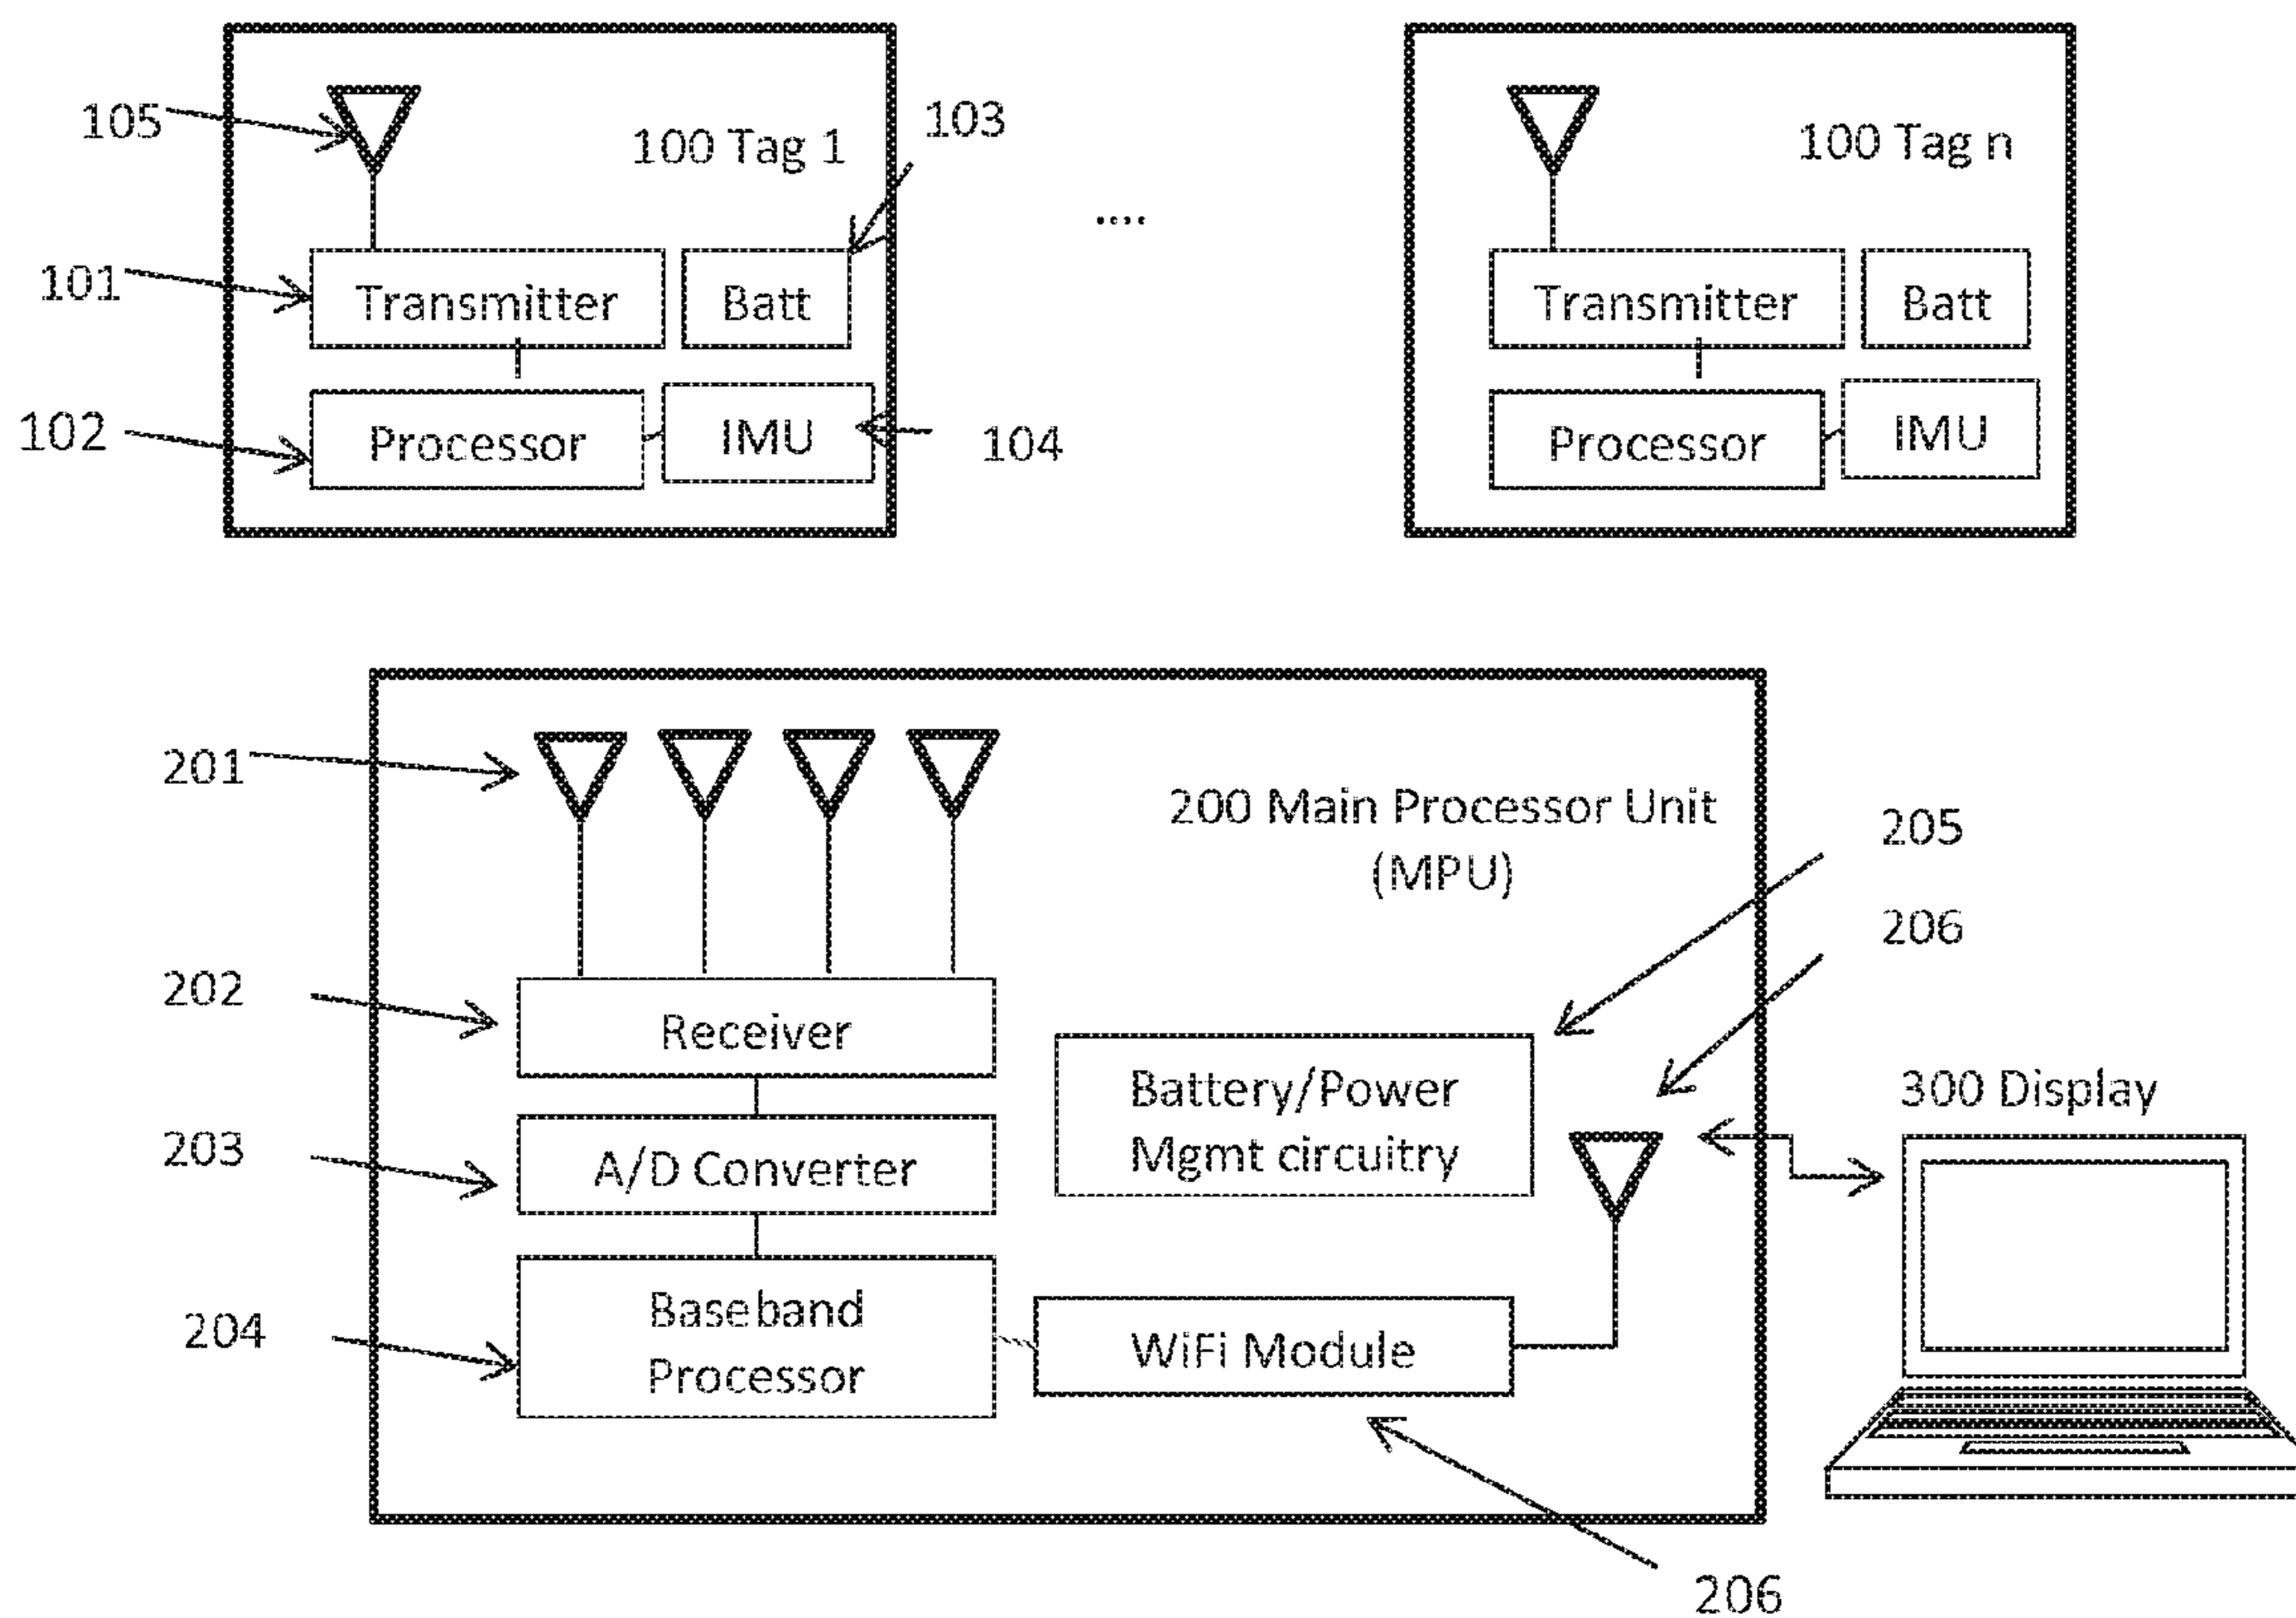 105
100 Tag 1
103
....
100 Tag n
101
Transmitter
Batt
Transmitter
Batt
102
Processor
IMU
104
Processor
IMU
201
200 Main Processor Unit
(MPU)
205
206
202
Receiver
Battery/Power
Mgmt circuitry
300 Display
203
A/D Converter
204
Baseband
Processor
WiFi Module
206